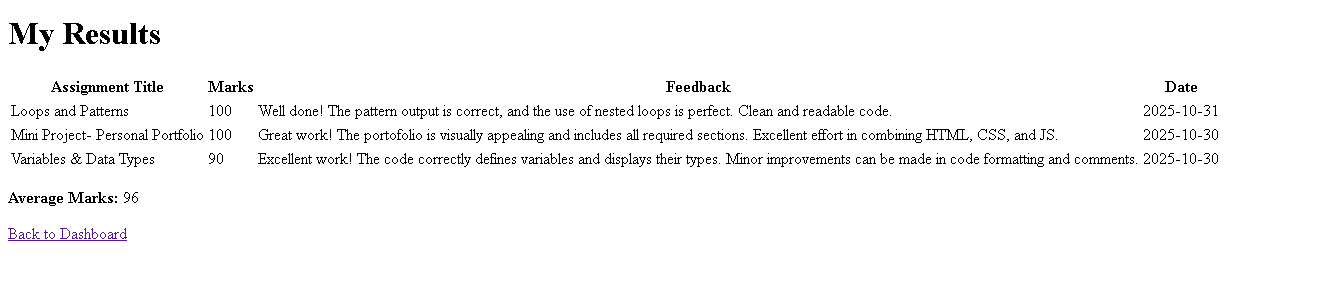 My Results
Assignment Title Marks Feedback Date
Loops and Patterns 100 Well done! The pattern output is correct, and the use of nested loops is perfect. Clean and readable code. 2025-10-31
Mini Project- Personal Portfolio 100 Great work! The portofolio is visually appealing and includes all required sections. Excellent effort in combining HTML, CSS, and JS. 2025-10-30
Variables & Data Types 90 Excellent work! The code correctly defines variables and displays their types. Minor improvements can be made in code formatting and comments. 2025-10-30
Average Marks: 96
Back to Dashboard